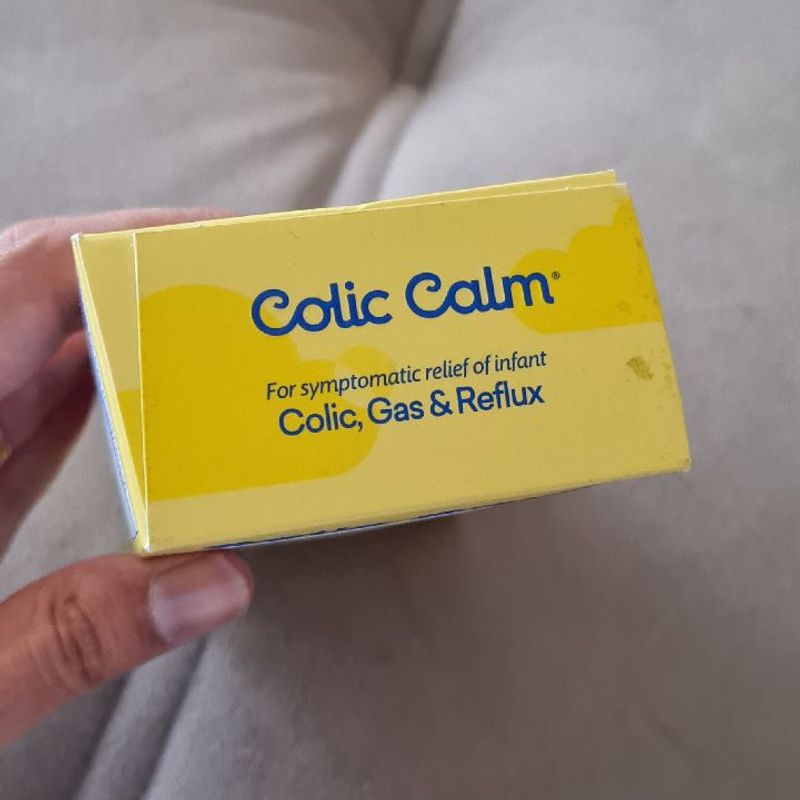 Colic Calm®
For symptomatic relief of infant
Colic, Gas & Reflux